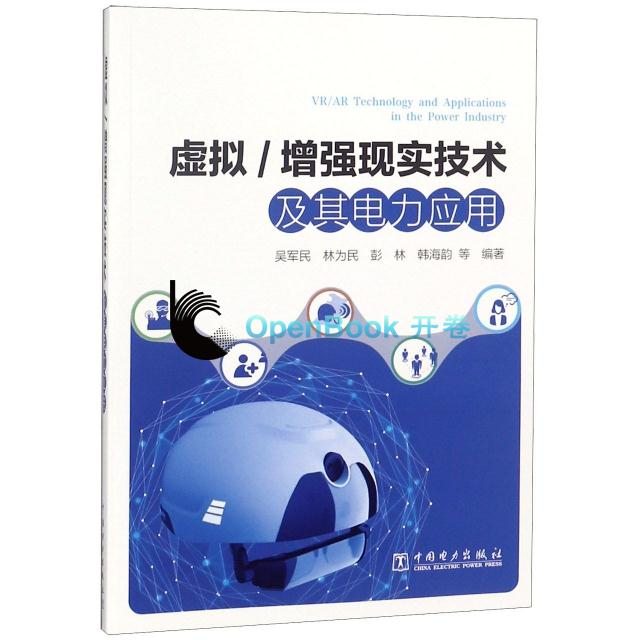 VR/AR Technology and Applications
in the Power Industry
虚拟/增强现实技术
及其电力应用
吴军民 林为民 彭 林 韩海韵 等 编著
OpenBook 开卷
中国电力出版社
CHINA ELECTRIC POWER PRESS